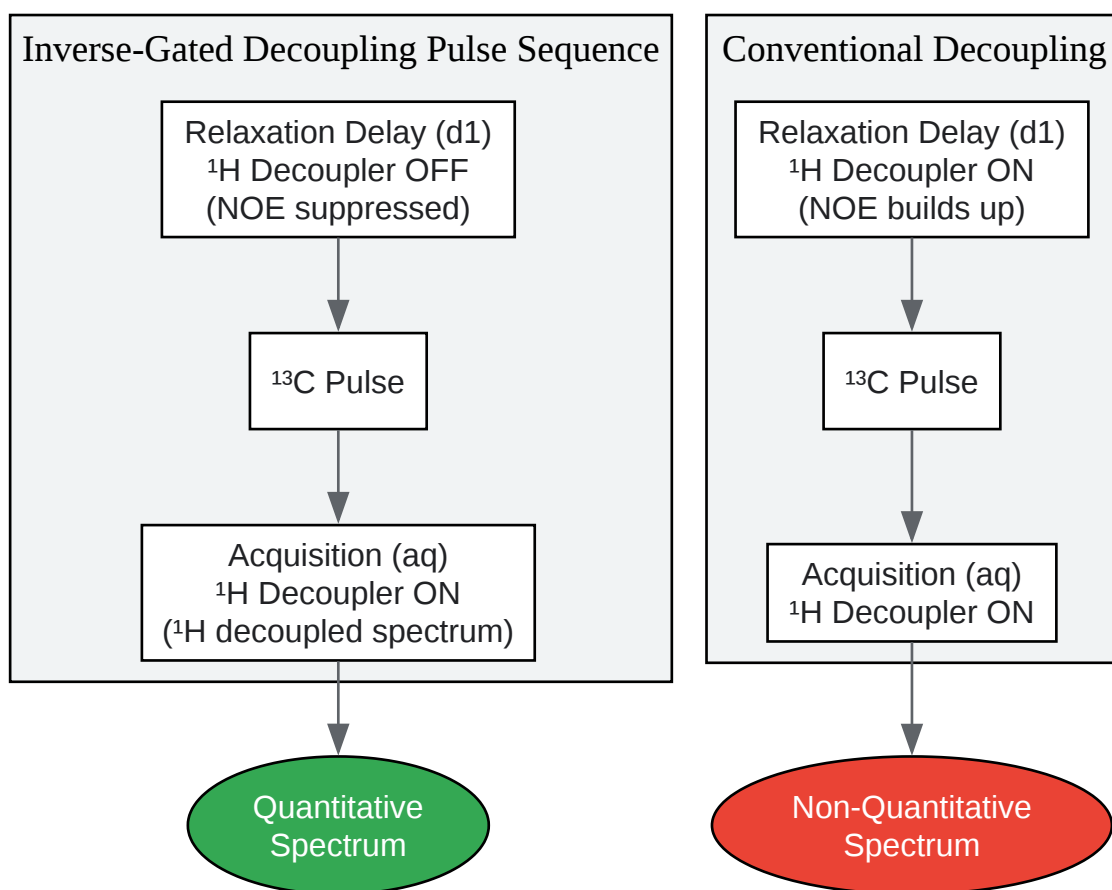 Inverse-Gated Decoupling Pulse Sequence
Relaxation Delay (d1)
¹H Decoupler OFF
(NOE suppressed)
¹³C Pulse
Acquisition (aq)
¹H Decoupler ON
(¹H decoupled spectrum)
Quantitative
Spectrum
Conventional Decoupling
Relaxation Delay (d1)
¹H Decoupler ON
(NOE builds up)
¹³C Pulse
Acquisition (aq)
¹H Decoupler ON
Non-Quantitative
Spectrum